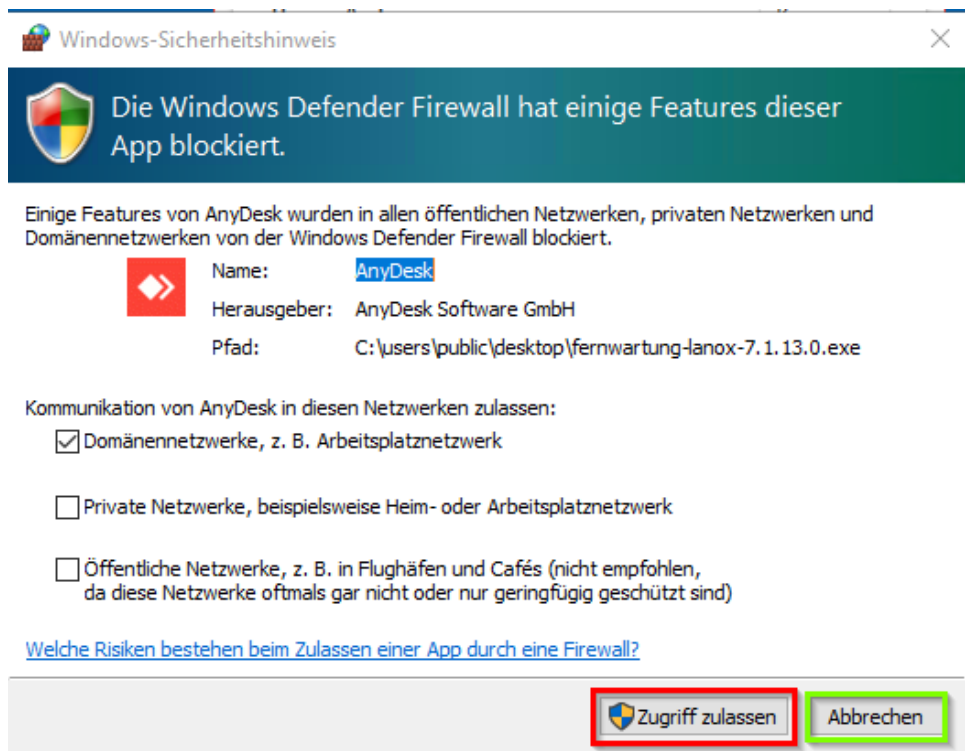 Windows-Sicherheitshinweis
Die Windows Defender Firewall hat einige Features dieser
App blockiert.
Einige Features von AnyDesk wurden in allen öffentlichen Netzwerken, privaten Netzwerken und
Domänennetzwerken von der Windows Defender Firewall blockiert.
Name: AnyDesk
Herausgeber: AnyDesk Software GmbH
Pfad: C:\users\public\desktop\fernwartung-lanox-7.1.13.0.exe
Kommunikation von AnyDesk in diesen Netzwerken zulassen:
Domänennetzwerke, z. B. Arbeitsplatznetzwerk
Private Netzwerke, beispielsweise Heim- oder Arbeitsplatznetzwerk
Öffentliche Netzwerke, z. B. in Flughäfen und Cafés (nicht empfohlen,
da diese Netzwerke oftmals gar nicht oder nur geringfügig geschützt sind)
Welche Risiken bestehen beim Zulassen einer App durch eine Firewall?
Zugriff zulassen Abbrechen